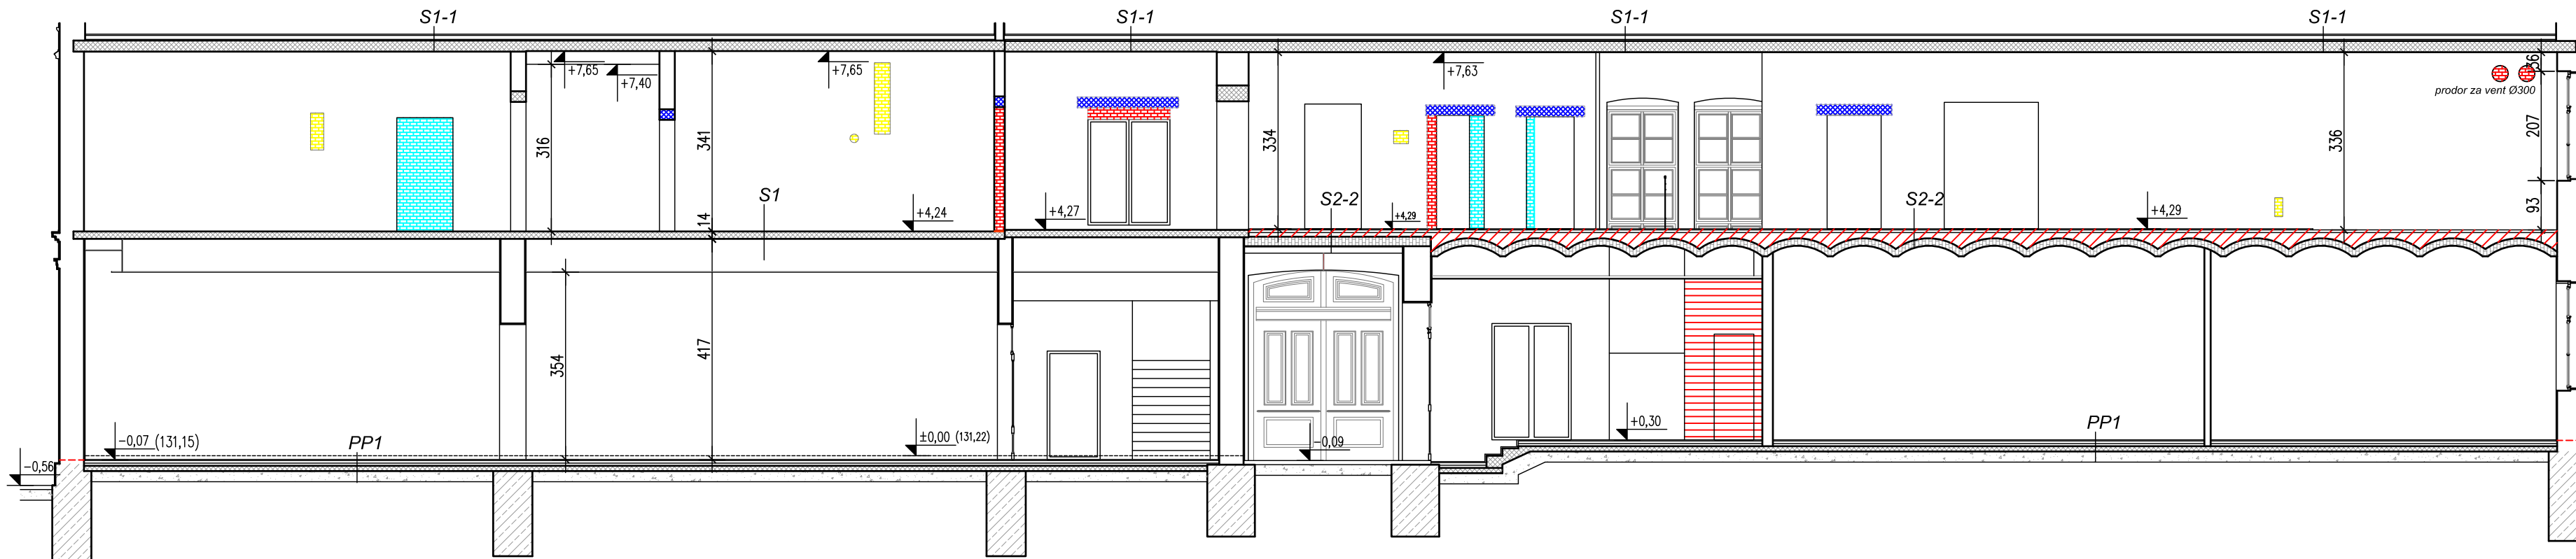 S1-1
S1-1
S1-1
S1-1
+7,65
+7,40
+7,65
+7,63
36
prodor za vent Ø300
316
341
334
336
207
S1
14
+4,24
+4,27
S2-2
+4,29
S2-2
+4,29
93
354
417
-0,07 (131,15)
PP1
±0,00 (131,22)
-0,09
+0,30
PP1
-0,56